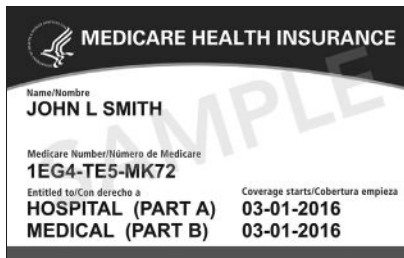 MEDICARE HEALTH INSURANCE
SAMPLE
Name/Nombre
JOHN L SMITH
Medicare Number/Número de Medicare
1EG4-TE5-MK72
Entitled to/Con derecho a Coverage starts/Cobertura empieza
HOSPITAL (PART A) 03-01-2016
MEDICAL (PART B) 03-01-2016